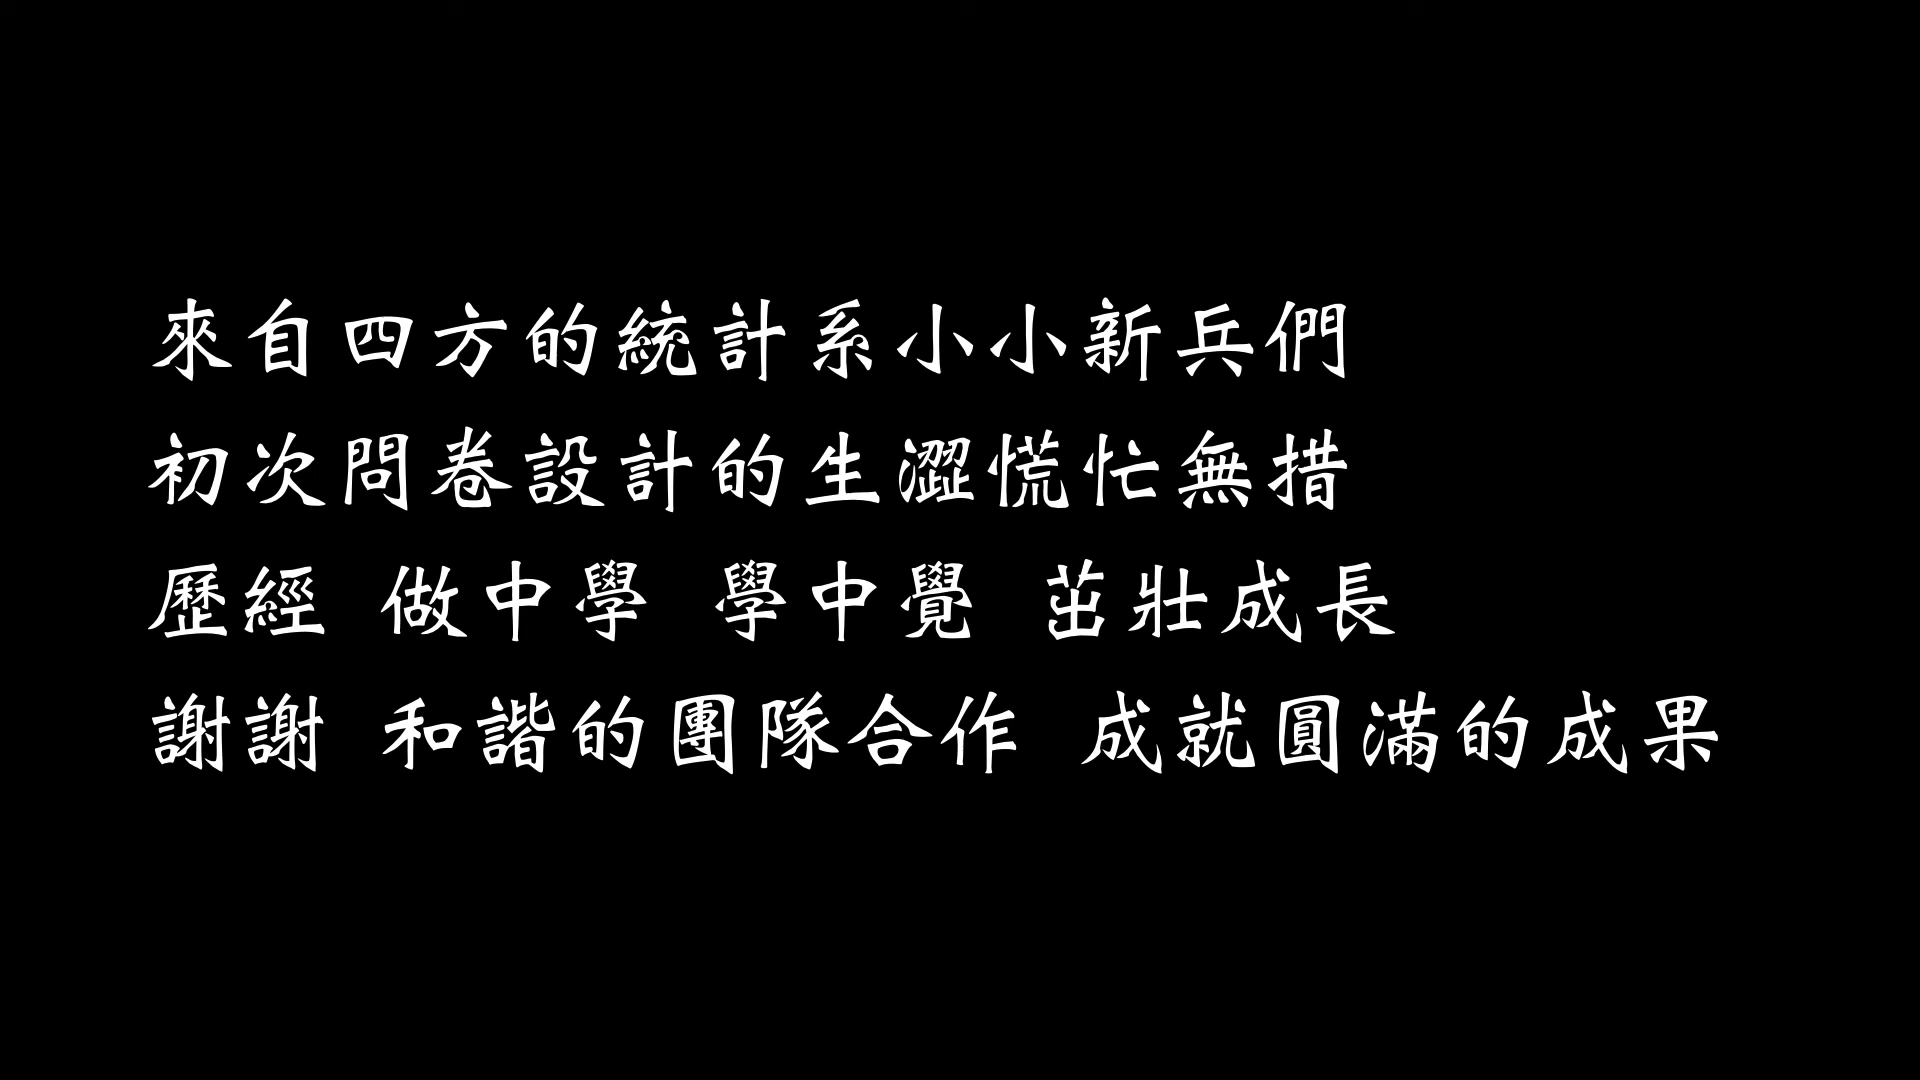 來自四方的統計系小小新兵們
初次問卷設計的生澀慌忙無措
歷經 做中學 學中覺 茁壯成長
謝謝 和諧的團隊合作 成就圓滿的成果